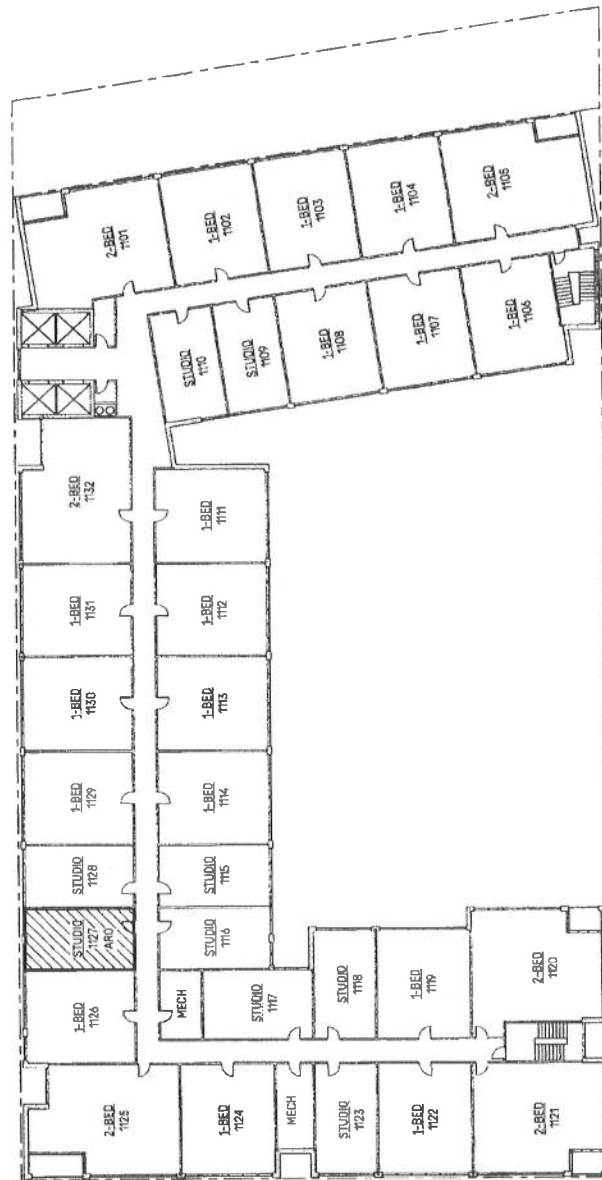 2-BED
1101
1-BED
1102
1-BED
1103
1-BED
1104
2-BED
1105
1-BED
1106
1-BED
1107
1-BED
1108
STUDIO
1109
STUDIO
1110
2-BED
1132
1-BED
1111
1-BED
1131
1-BED
1112
1-BED
1130
1-BED
1113
1-BED
1129
1-BED
1114
STUDIO
1128
STUDIO
1115
STUDIO
1127
ARO
STUDIO
1116
1-BED
1126
MECH
STUDIO
1117
STUDIO
1118
1-BED
1119
2-BED
1120
2-BED
1125
1-BED
1124
MECH
STUDIO
1123
1-BED
1122
2-BED
1121